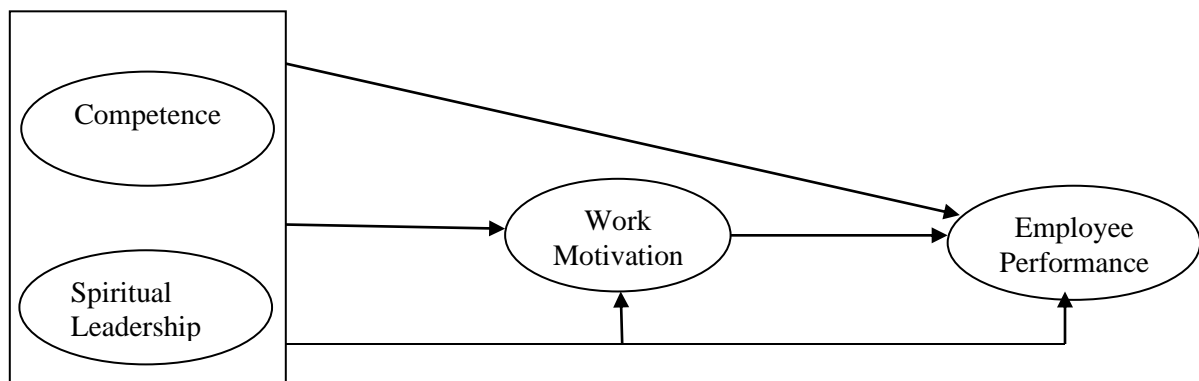 Competence
Spiritual
Leadership
Work
Motivation
Employee
Performance